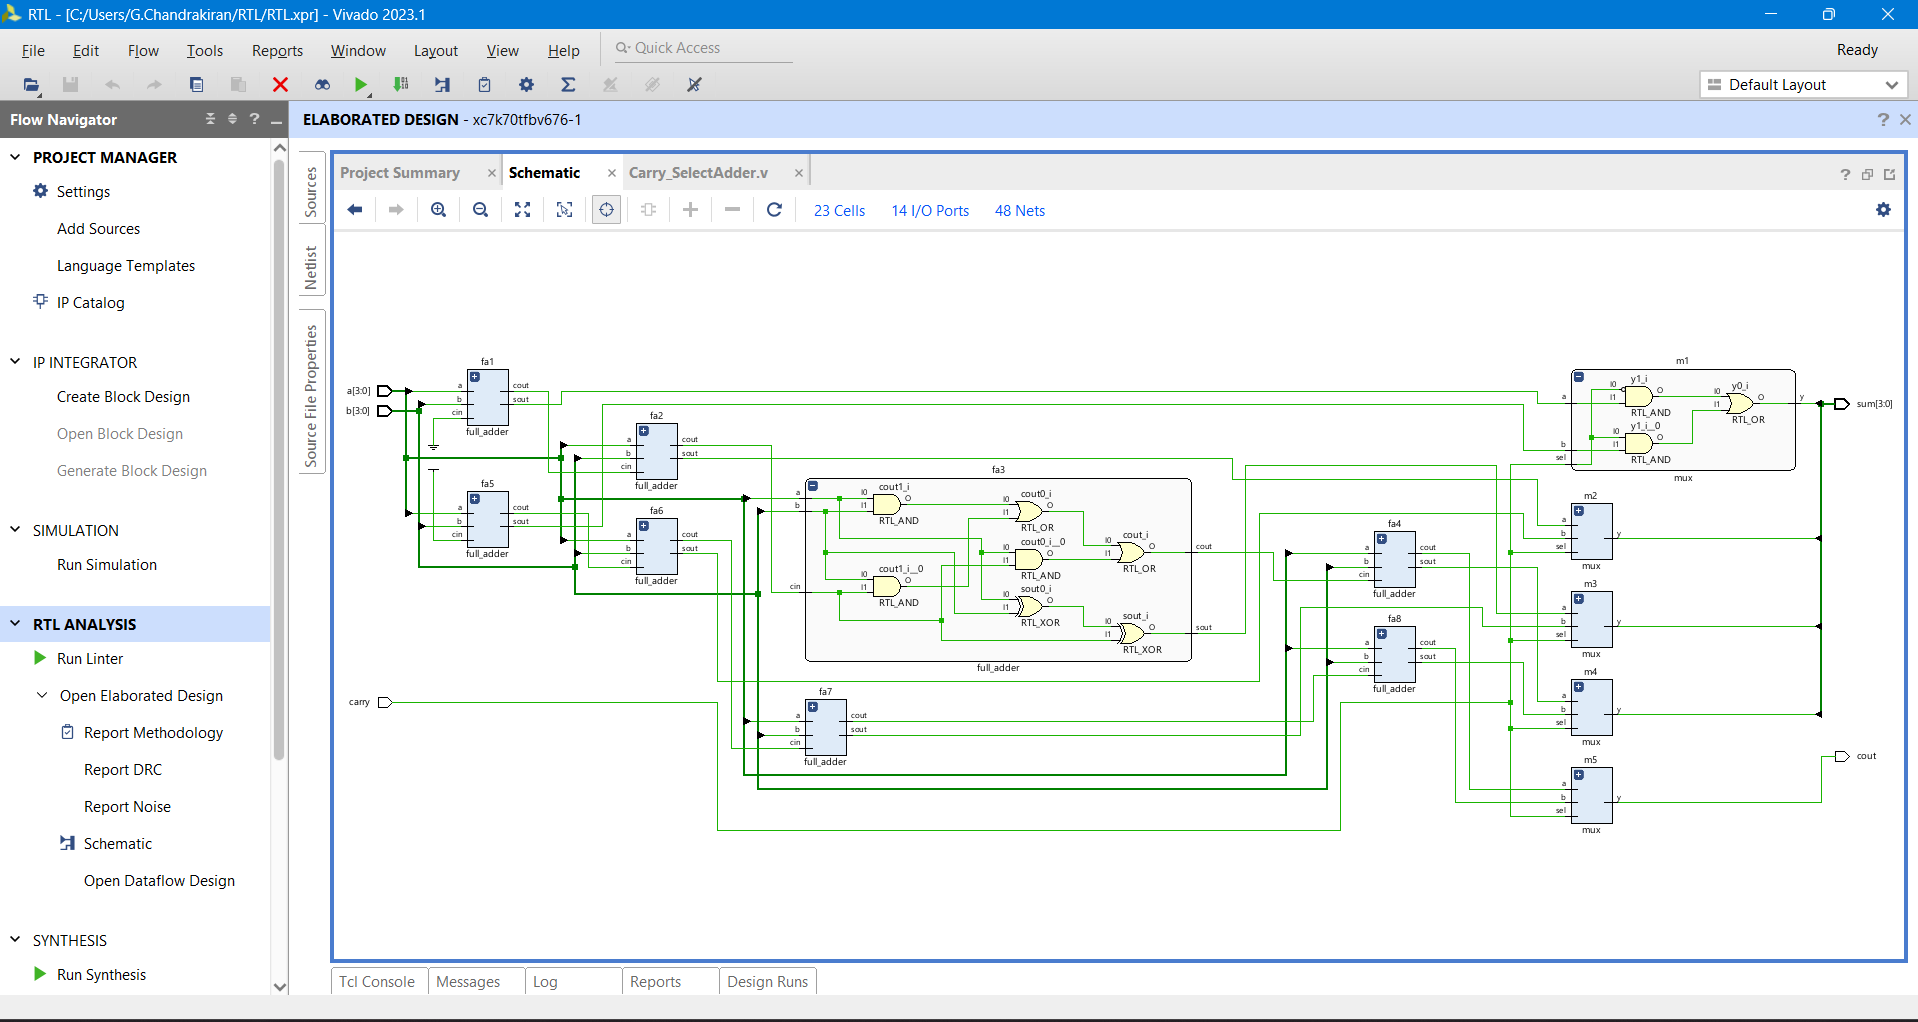 RTL - [C:/Users/G.Chandrakiran/RTL/RTL.xpr] - Vivado 2023.1
File Edit Flow Tools Reports Window Layout View Help Quick Access Ready
Default Layout
Flow Navigator
ELABORATED DESIGN - xc7k70tfbv676-1
PROJECT MANAGER
Settings
Add Sources
Language Templates
IP Catalog
IP INTEGRATOR
Create Block Design
Open Block Design
Generate Block Design
SIMULATION
Run Simulation
RTL ANALYSIS
Run Linter
Open Elaborated Design
Report Methodology
Report DRC
Report Noise
Schematic
Open Dataflow Design
SYNTHESIS
Run Synthesis
Sources
Netlist
Source File Properties
Project Summary Schematic Carry_SelectAdder.v
23 Cells 14 I/O Ports 48 Nets
a[3:0]
b[3:0]
carry
fa1
a
b
cin
cout
sout
full_adder
fa5
a
b
cin
cout
sout
full_adder
fa2
a
b
cin
cout
sout
full_adder
fa6
a
b
cin
cout
sout
full_adder
fa3
a
b
cin
cout1_i
I0
I1
O
RTL_AND
cout1_i__0
I0
I1
O
RTL_AND
cout0_i
I0
I1
O
RTL_OR
cout0_i__0
I0
I1
O
RTL_AND
sout0_i
I0
I1
O
RTL_XOR
cout_i
I0
I1
O
RTL_OR
sout_i
I0
I1
O
RTL_XOR
cout
sout
full_adder
fa7
a
b
cin
cout
sout
full_adder
fa4
a
b
cin
cout
sout
full_adder
fa8
a
b
cin
cout
sout
full_adder
m1
a
b
sel
y1_i
I0
I1
O
RTL_AND
y1_i__0
I0
I1
O
RTL_AND
y0_i
I0
I1
O
RTL_OR
y
mux
m2
a
b
sel
y
mux
m3
a
b
sel
y
mux
m4
a
b
sel
y
mux
m5
a
b
sel
y
mux
sum[3:0]
cout
Tcl Console Messages Log Reports Design Runs